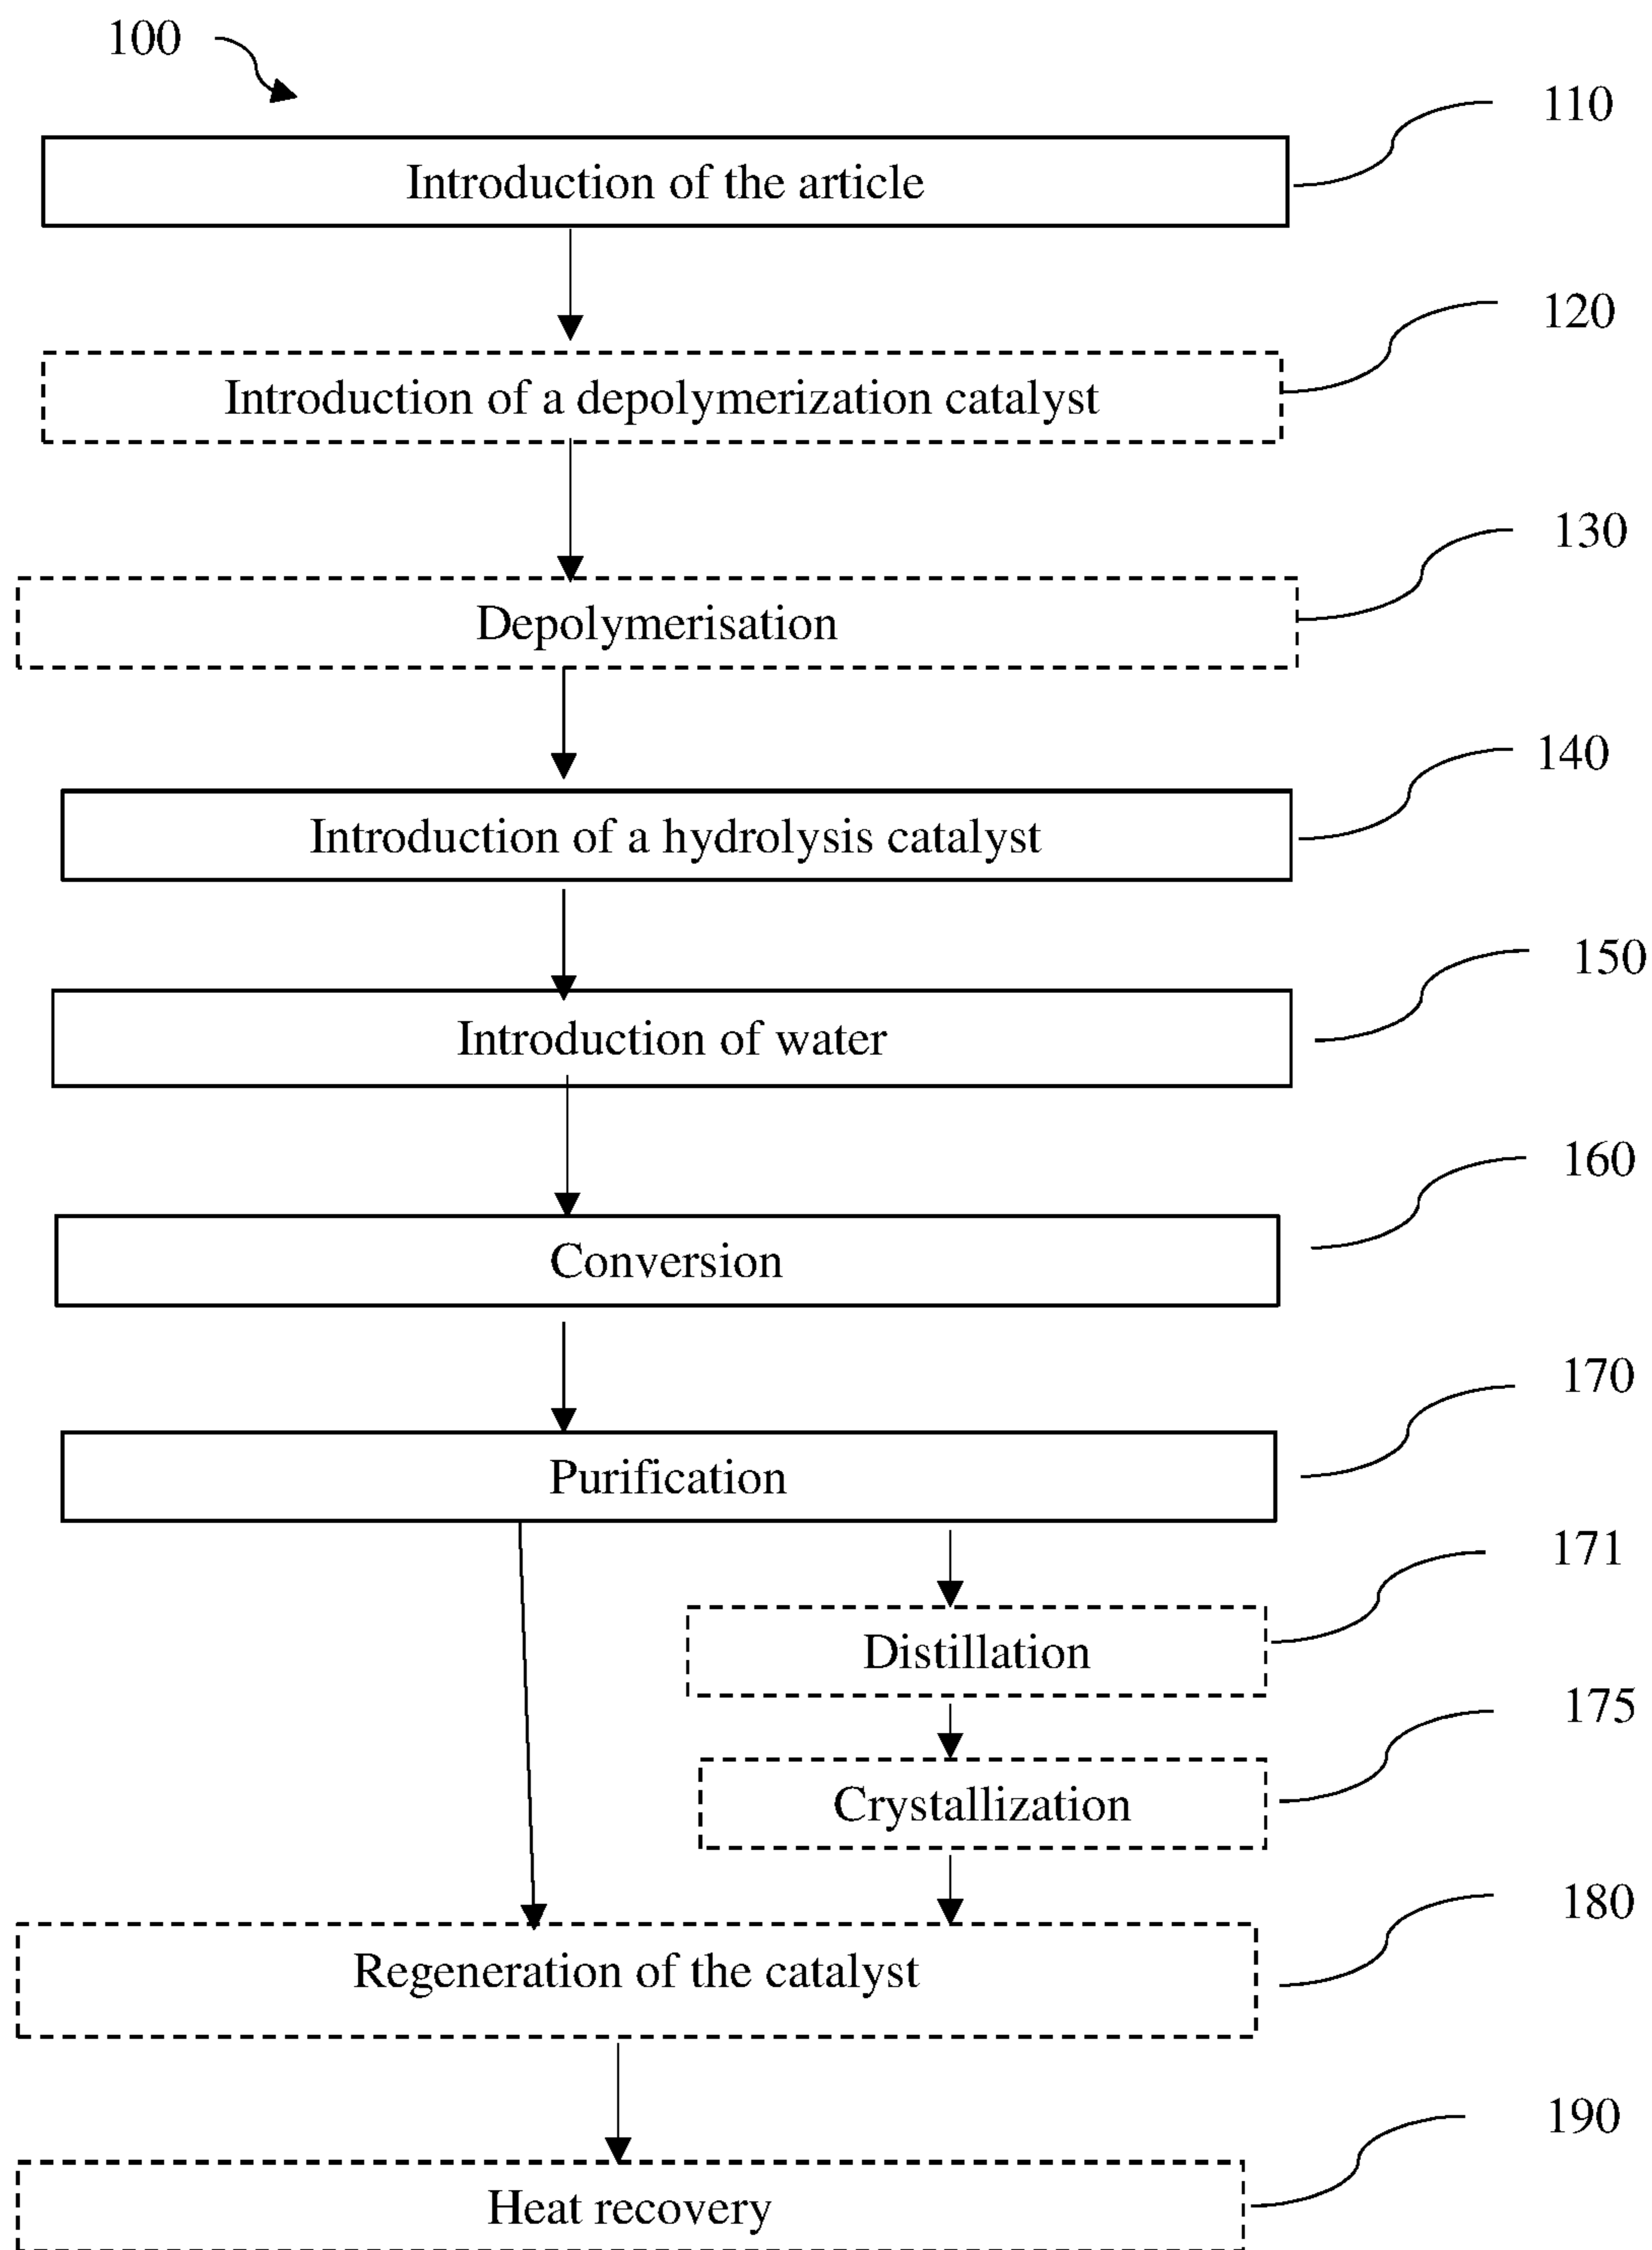 100
110
Introduction of the article
120
Introduction of a depolymerization catalyst
130
Depolymerisation
140
Introduction of a hydrolysis catalyst
150
Introduction of water
160
Conversion
170
Purification
171
Distillation
175
Crystallization
180
Regeneration of the catalyst
190
Heat recovery